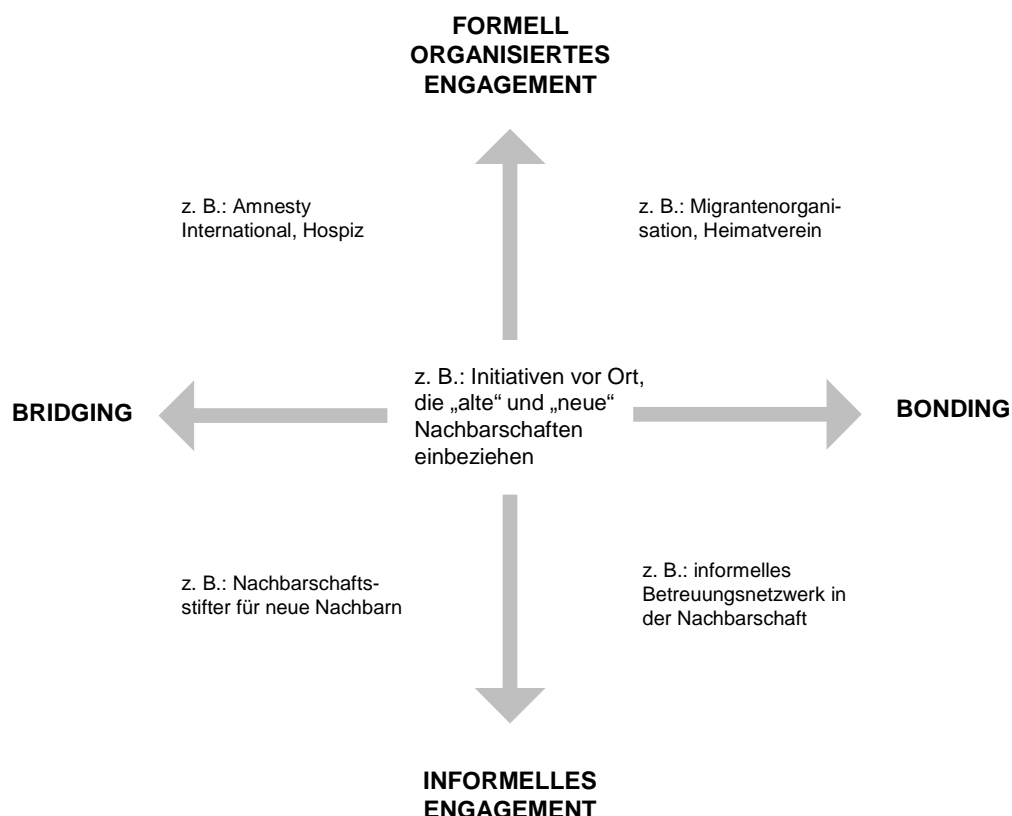 FORMELL
ORGANISIERTES
ENGAGEMENT
z. B.: Amnesty
International, Hospiz
z. B.: Migrantenorgani-
sation, Heimatverein
BRIDGING
z. B.: Initiativen vor Ort,
die „alte“ und „neue“
Nachbarschaften
einbeziehen
BONDING
z. B.: Nachbarschafts-
stifter für neue Nachbarn
z. B.: informelles
Betreuungsnetzwerk in
der Nachbarschaft
INFORMELLES
ENGAGEMENT